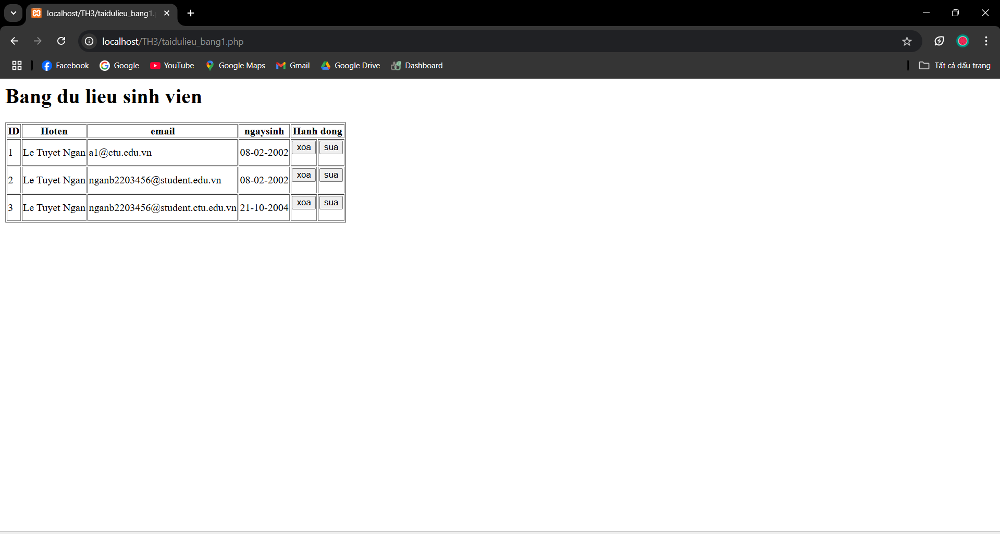 localhost/TH3/taidulieu_bang1.
localhost/TH3/taidulieu_bang1.php
Facebook Google YouTube Google Maps Gmail Google Drive Dashboard Tất cả dấu trang
Bang du lieu sinh vien
ID Hoten email ngaysinh Hanh dong
1 Le Tuyet Ngan a1@ctu.edu.vn 08-02-2002 xoa sua
2 Le Tuyet Ngan nganb2203456@student.edu.vn 08-02-2002 xoa sua
3 Le Tuyet Ngan nganb2203456@student.ctu.edu.vn 21-10-2004 xoa sua